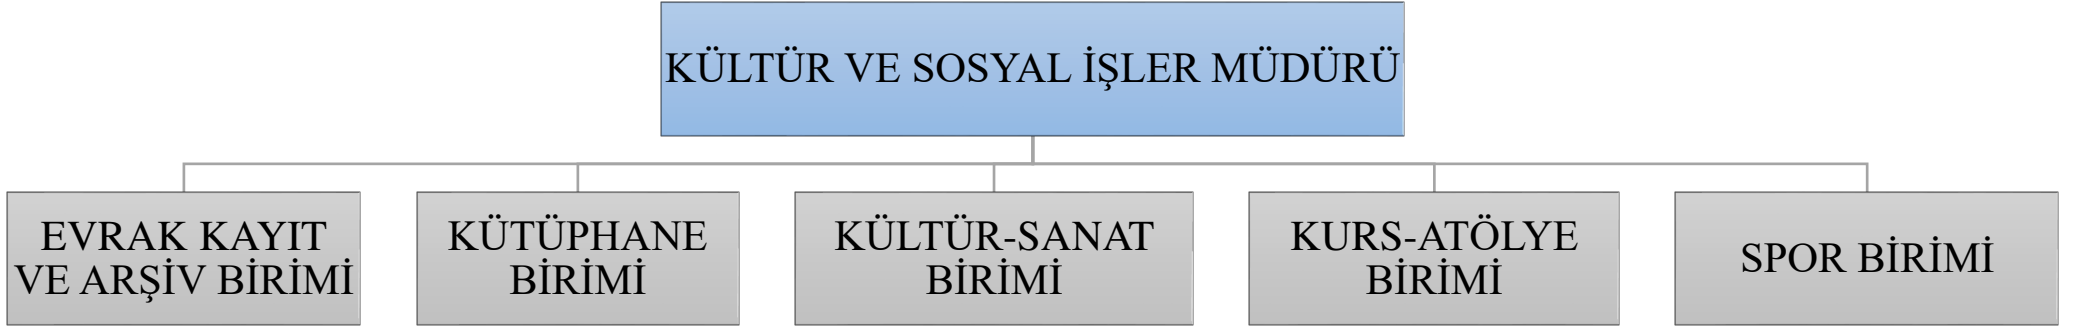 KÜLTÜR VE SOSYAL İŞLER MÜDÜRÜ
EVRAK KAYIT
VE ARŞİV BİRİMİ
KÜTÜPHANE
BİRİMİ
KÜLTÜR-SANAT
BİRİMİ
KURS-ATÖLYE
BİRİMİ
SPOR BİRİMİ